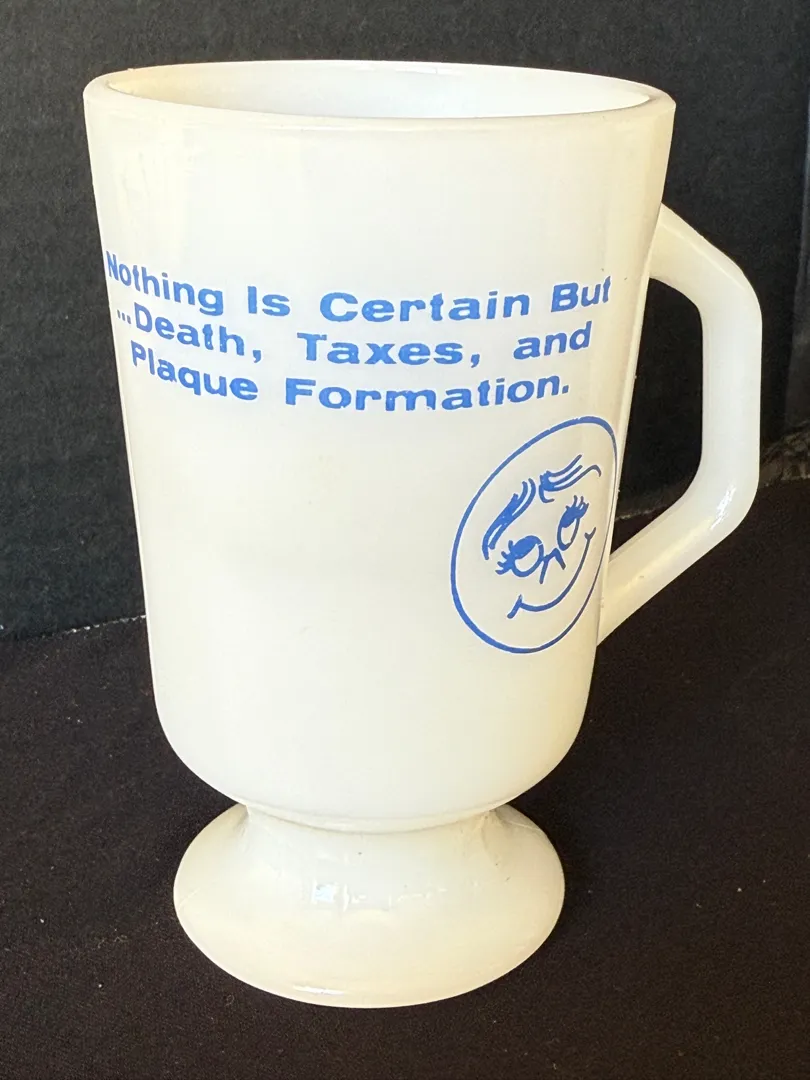 Nothing Is Certain But
...Death, Taxes, and
Plaque Formation.